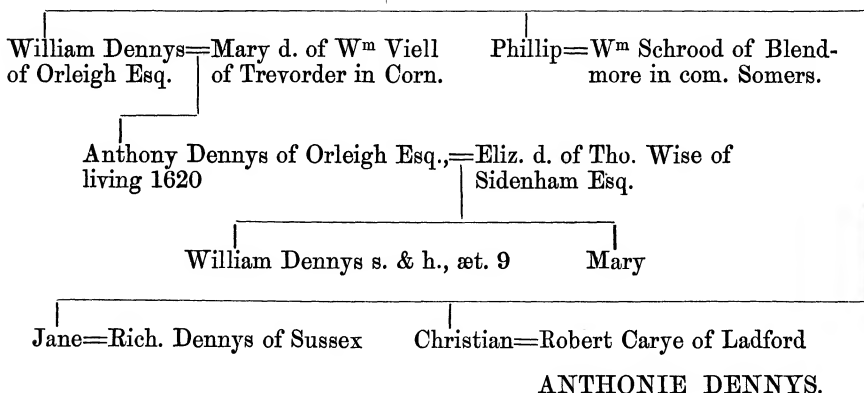 William Dennys=Mary d. of Wᵐ Viell
of Orleigh Esq. of Trevorder in Corn.
Phillip=Wᵐ Schrood of Blend-
more in com. Somers.
Anthony Dennys of Orleigh Esq.,=Eliz. d. of Tho. Wise of
living 1620 Sidenham Esq.
William Dennys s. & h., æt. 9 Mary
Jane=Rich. Dennys of Sussex Christian=Robert Carye of Ladford
ANTHONIE DENNYS.